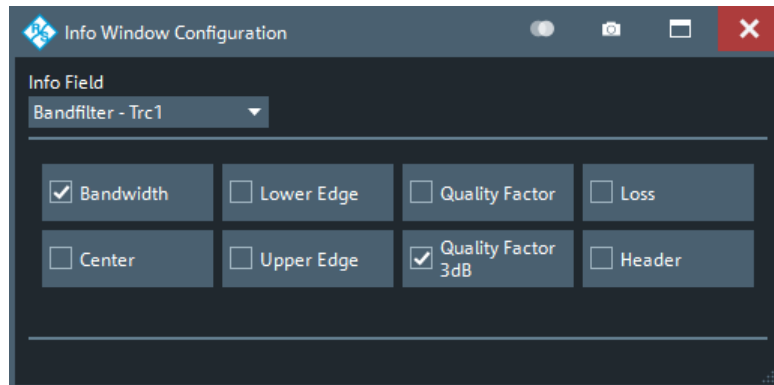 R S
Info Window Configuration
Info Field
Bandfilter - Trc1
Bandwidth
Lower Edge
Quality Factor
Loss
Center
Upper Edge
Quality Factor
3dB
Header